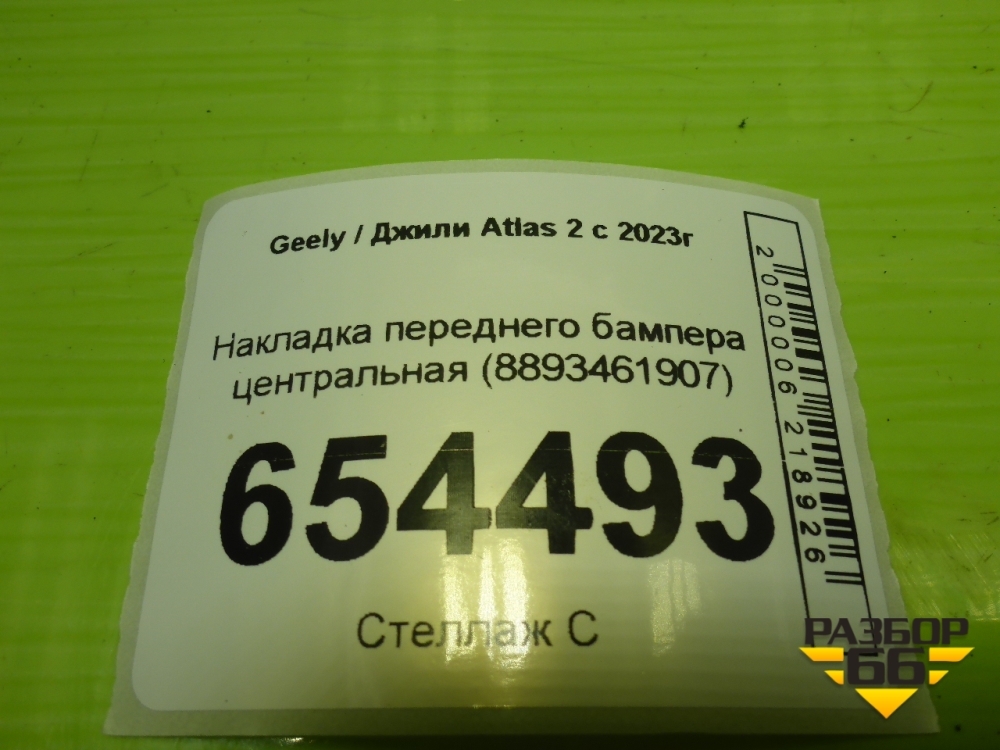 Geely / Джили Atlas 2 с 2023г
Накладка переднего бампера
центральная (8893461907)
654493
Стеллаж С
2000006218926
РАЗБОР
66